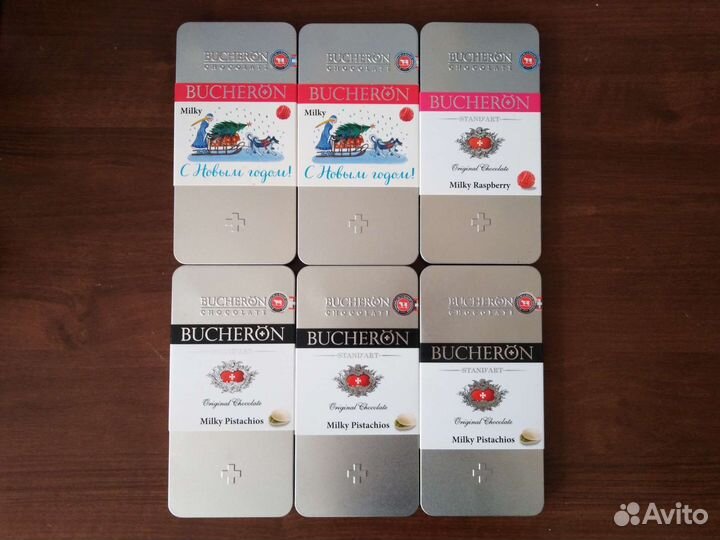 BUCHERON
CHOCOLATE
BUCHERON
Milky
С Новым годом!
BUCHERON
CHOCOLATE
BUCHERON
Milky
С Новым годом!
BUCHERON
CHOCOLATE
BUCHERON
STAND'ART
Original Chocolate
Milky Raspberry
BUCHERON
CHOCOLATE
BUCHERON
Original Chocolate
Milky Pistachios
BUCHERON
CHOCOLATE
BUCHERON
STAND'ART
Original Chocolate
Milky Pistachios
BUCHERON
CHOCOLATE
BUCHERON
STAND'ART
Original Chocolate
Milky Pistachios
Avito